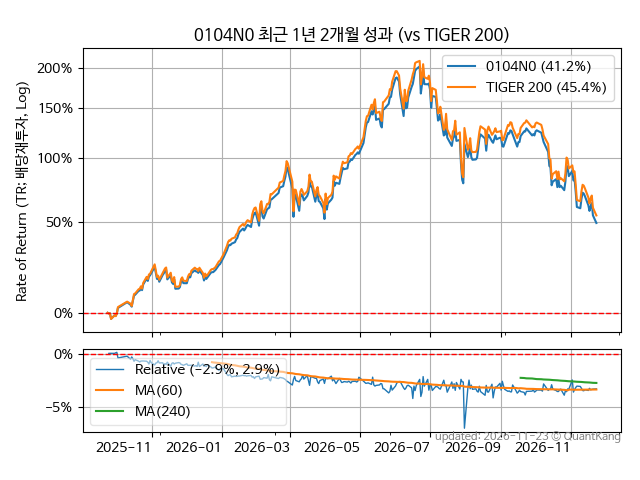 0104N0 최근 1년 2개월 성과 (vs TIGER 200)
0104N0 (41.2%)
TIGER 200 (45.4%)
200%
150%
100%
50%
0%
Rate of Return (TR: 배당재투자, Log)
0%
−5%
Relative (−2.9%, 2.9%)
MA(60)
MA(240)
updated: 2026-11-23 © QuantKang
2025-11
2026-01
2026-03
2026-05
2026-07
2026-09
2026-11